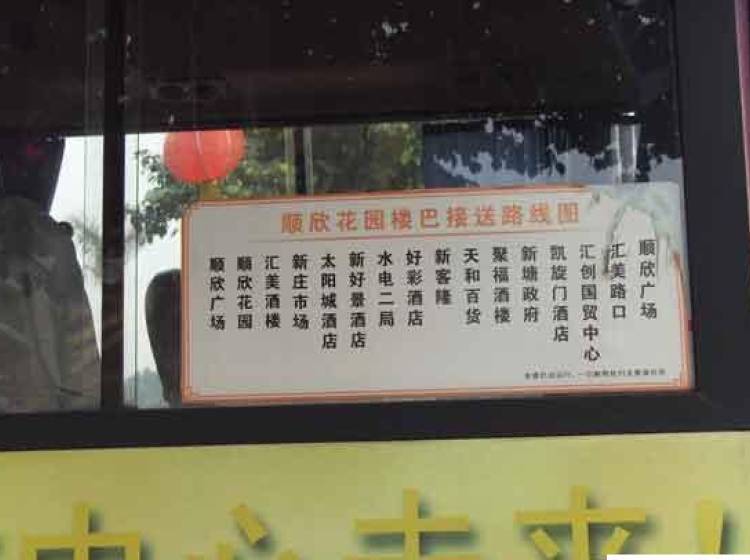 顺欣花园楼巴接送路线图
顺欣广场
顺欣花园
汇美酒楼
新庄市场
太阳城酒店
新好景酒店
水电二局
好彩酒店
新客隆
天和百货
聚福酒楼
新塘政府
凯旋门酒店
汇创国贸中心
汇美路口
顺欣广场
中心未来!